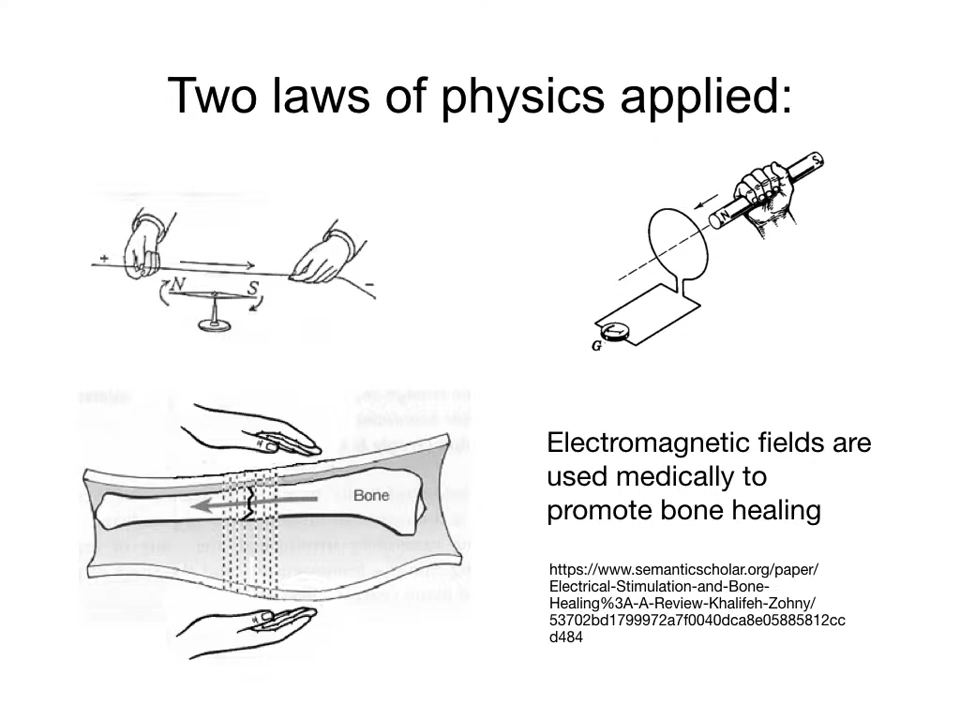 Two laws of physics applied:
S
N
G
+
N
S
-
Bone
Electromagnetic fields are
used medically to
promote bone healing
https://www.semanticscholar.org/paper/
Electrical-Stimulation-and-Bone-
Healing%3A-A-Review-Khalifeh-Zohny/
53702bd1799972a7f0040dca8e05885812cc
d484